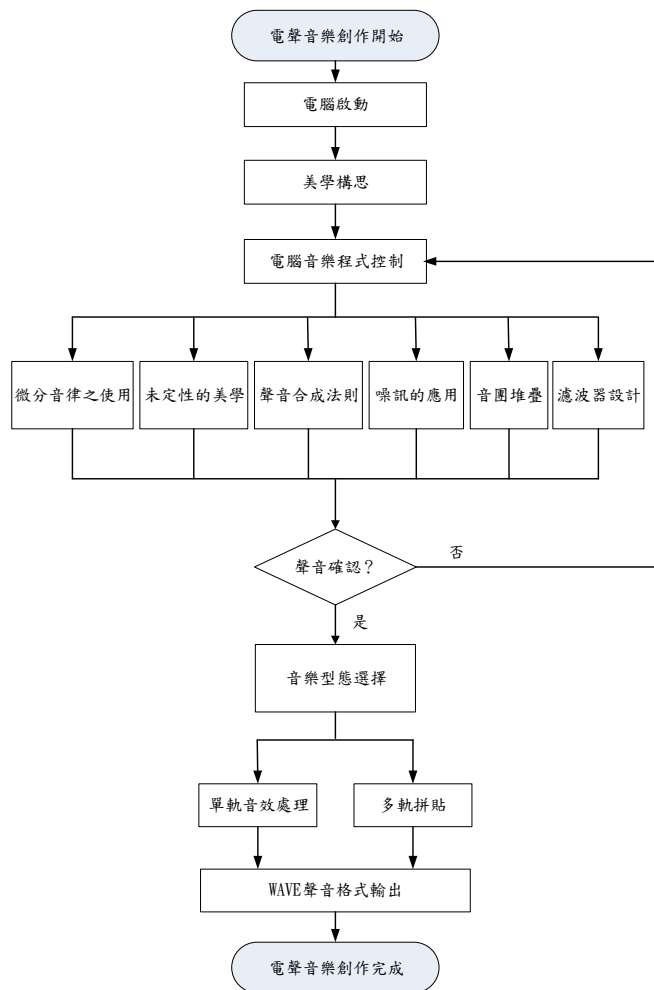 電聲音樂創作開始
電腦啟動
美學構思
電腦音樂程式控制
微分音律之使用
未定性的美學
聲音合成法則
噪訊的應用
音團堆疊
濾波器設計
聲音確認?
否
是
音樂型態選擇
單軌音效處理
多軌拼貼
WAVE聲音格式輸出
電聲音樂創作完成